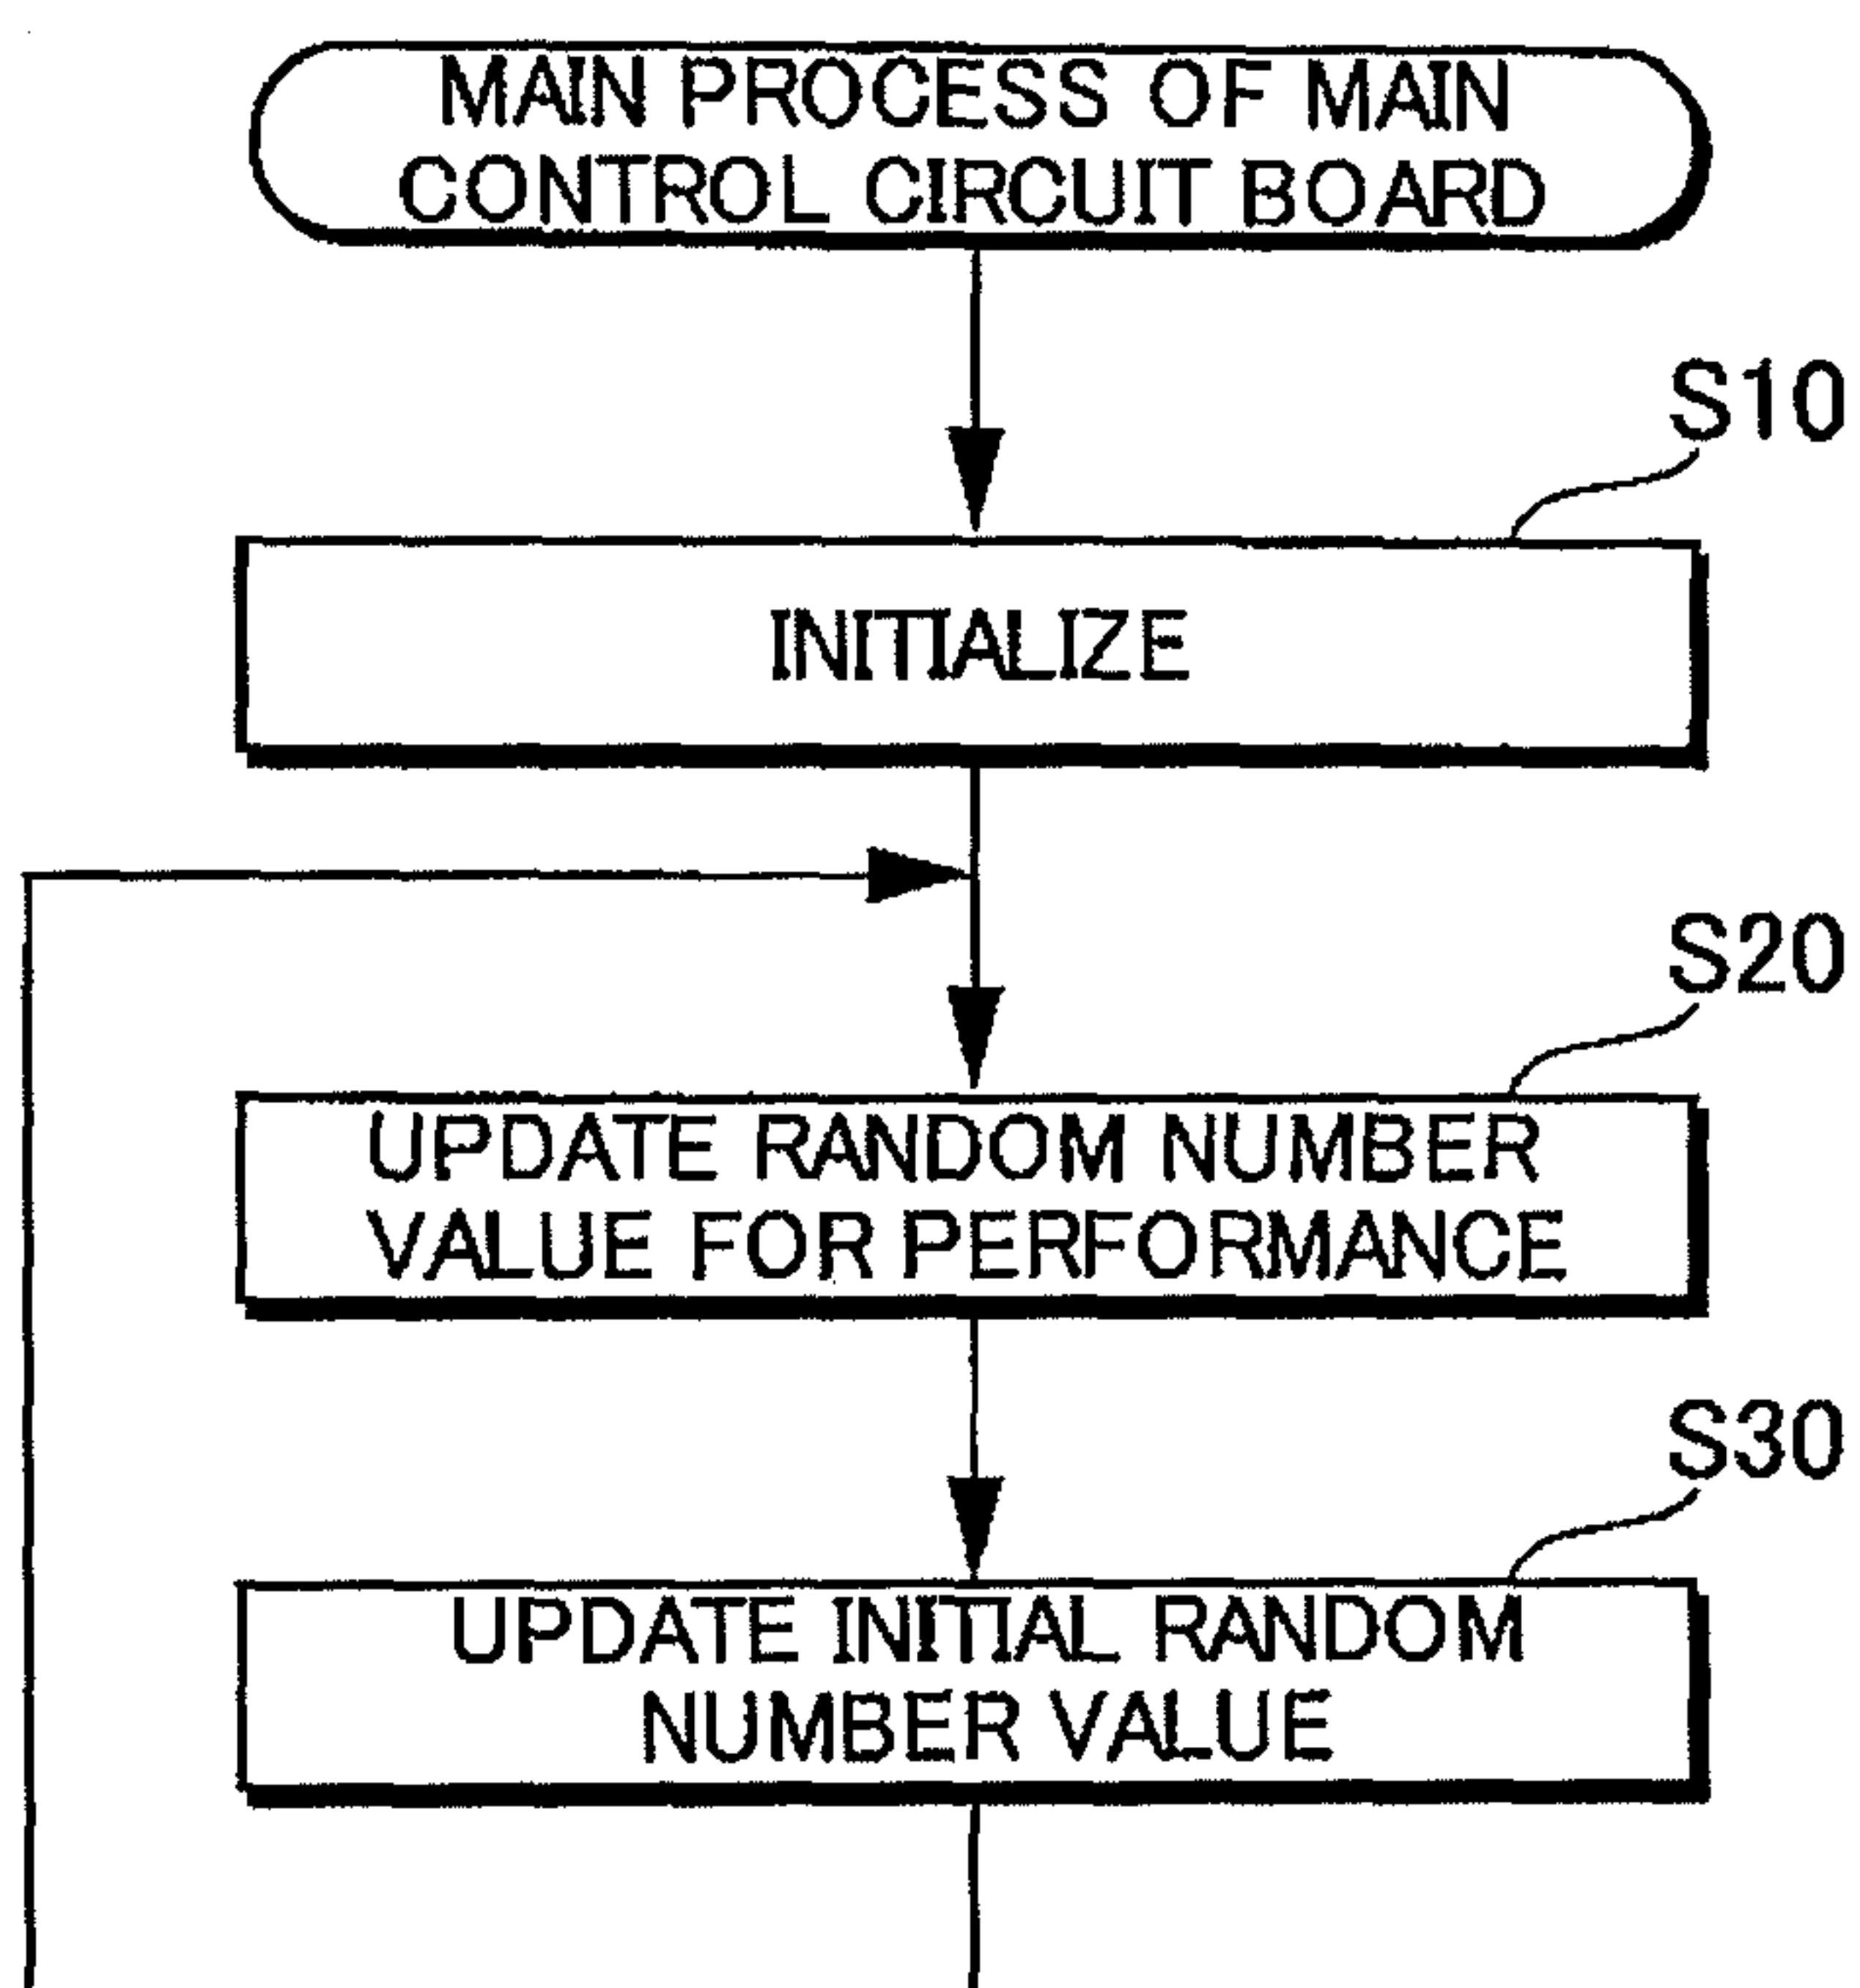 MAIN PROCESS OF MAIN
CONTROL CIRCUIT BOARD
S10
INITIALIZE
S20
UPDATE RANDOM NUMBER
VALUE FOR PERFORMANCE
S30
UPDATE INITIAL RANDOM
NUMBER VALUE